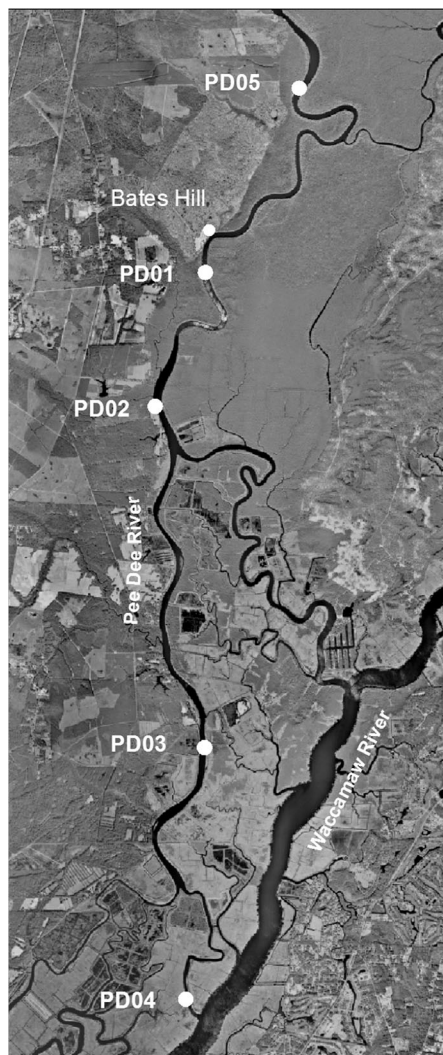 PD05
Bates Hill
PD01
PD02
Pee Dee River
PD03
Waccamaw River
PD04